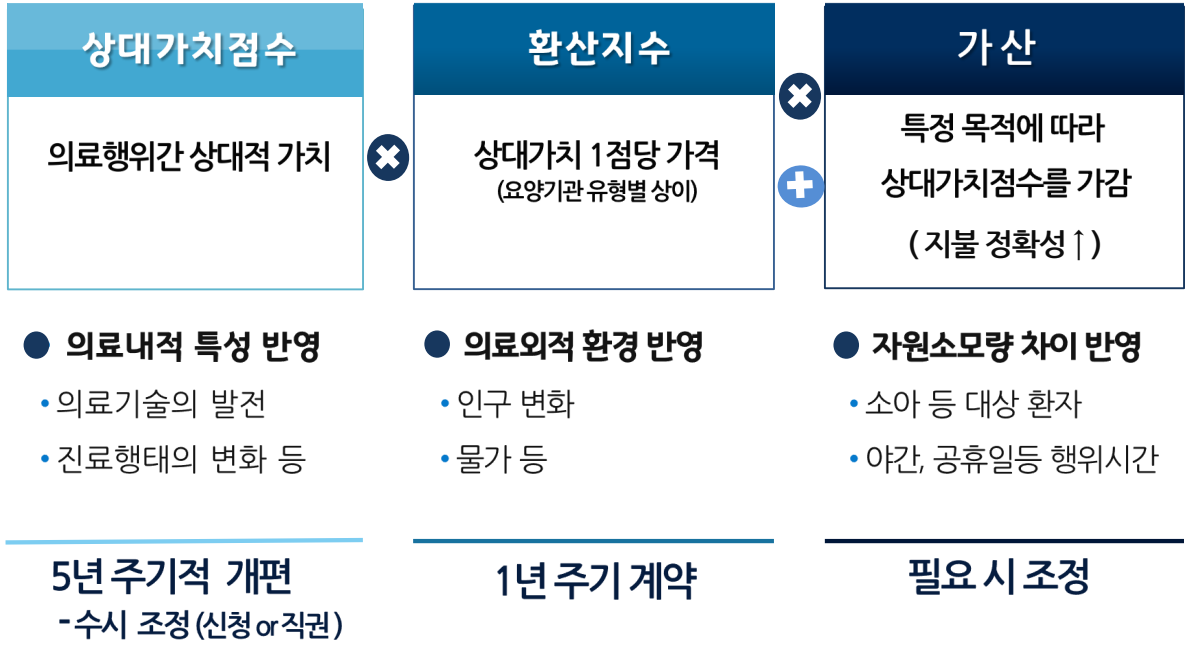 상대가치점수
의료행위간 상대적 가치
환산지수
상대가치 1점당 가격
(요양기관 유형별 상이)
가 산
특정 목적에 따라
상대가치점수를 가감
( 지불 정확성↑)
● 의료내적 특성 반영
• 의료기술의 발전
• 진료행태의 변화 등
● 의료외적 환경 반영
• 인구 변화
• 물가 등
● 자원소모량 차이 반영
• 소아 등 대상 환자
• 야간, 공휴일등 행위시간
5년 주기적 개편
- 수시 조정 (신청 or 직권)
1년 주기 계약
필요 시 조정